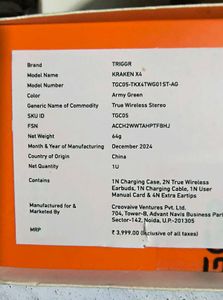 Brand TRIGGR
Model Name KRAKEN X4
Model Number TGC05-TKX4TWG01ST-AG
Color Army Green
Generic Name of Commodity True Wireless Stereo
SKU ID TGC05
FSN ACCH2WWTAHPTFBHJ
Weight 64g
Month & Year of Manufacturing December 2024
Country of Origin China
Net Quantity 1U
Contains 1N Charging Case, 2N True Wireless
Earbuds, 1N Charging Cable, 1N User
Manual Card & 4N Extra Eartips
Manufactured for & Creovaive Ventures Pvt. Ltd.
Marketed By 704, Tower-B, Advant Navis Business Park
Sector-142, Noida, U.P.-201305
MRP ₹ 3,999.00 (Inclusive of all taxes)